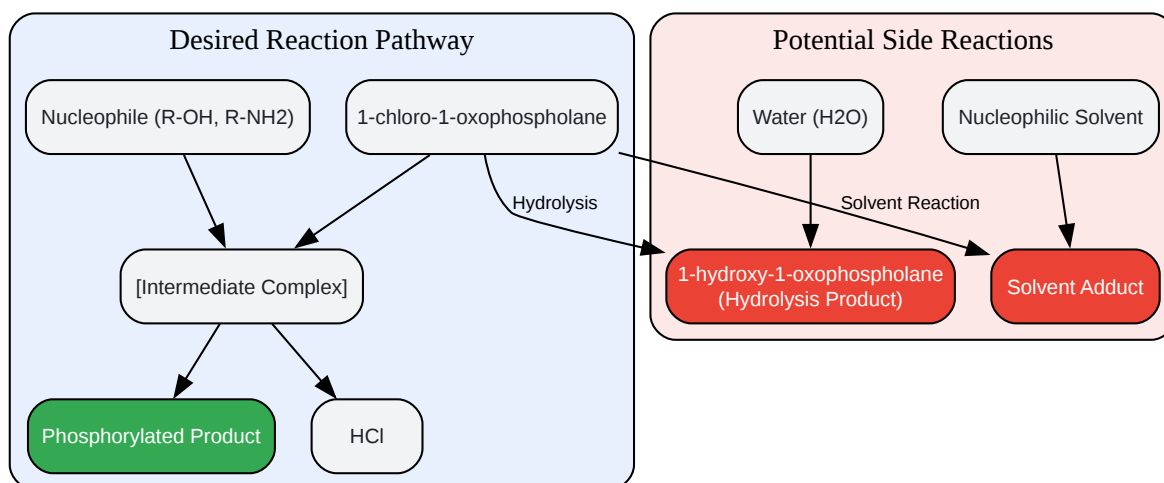 Desired Reaction Pathway
Potential Side Reactions
Nucleophile (R-OH, R-NH2)
1-chloro-1-oxophospholane
Water (H2O)
Nucleophilic Solvent
Hydrolysis
Solvent Reaction
[Intermediate Complex]
1-hydroxy-1-oxophospholane
(Hydrolysis Product)
Solvent Adduct
Phosphorylated Product
HCl